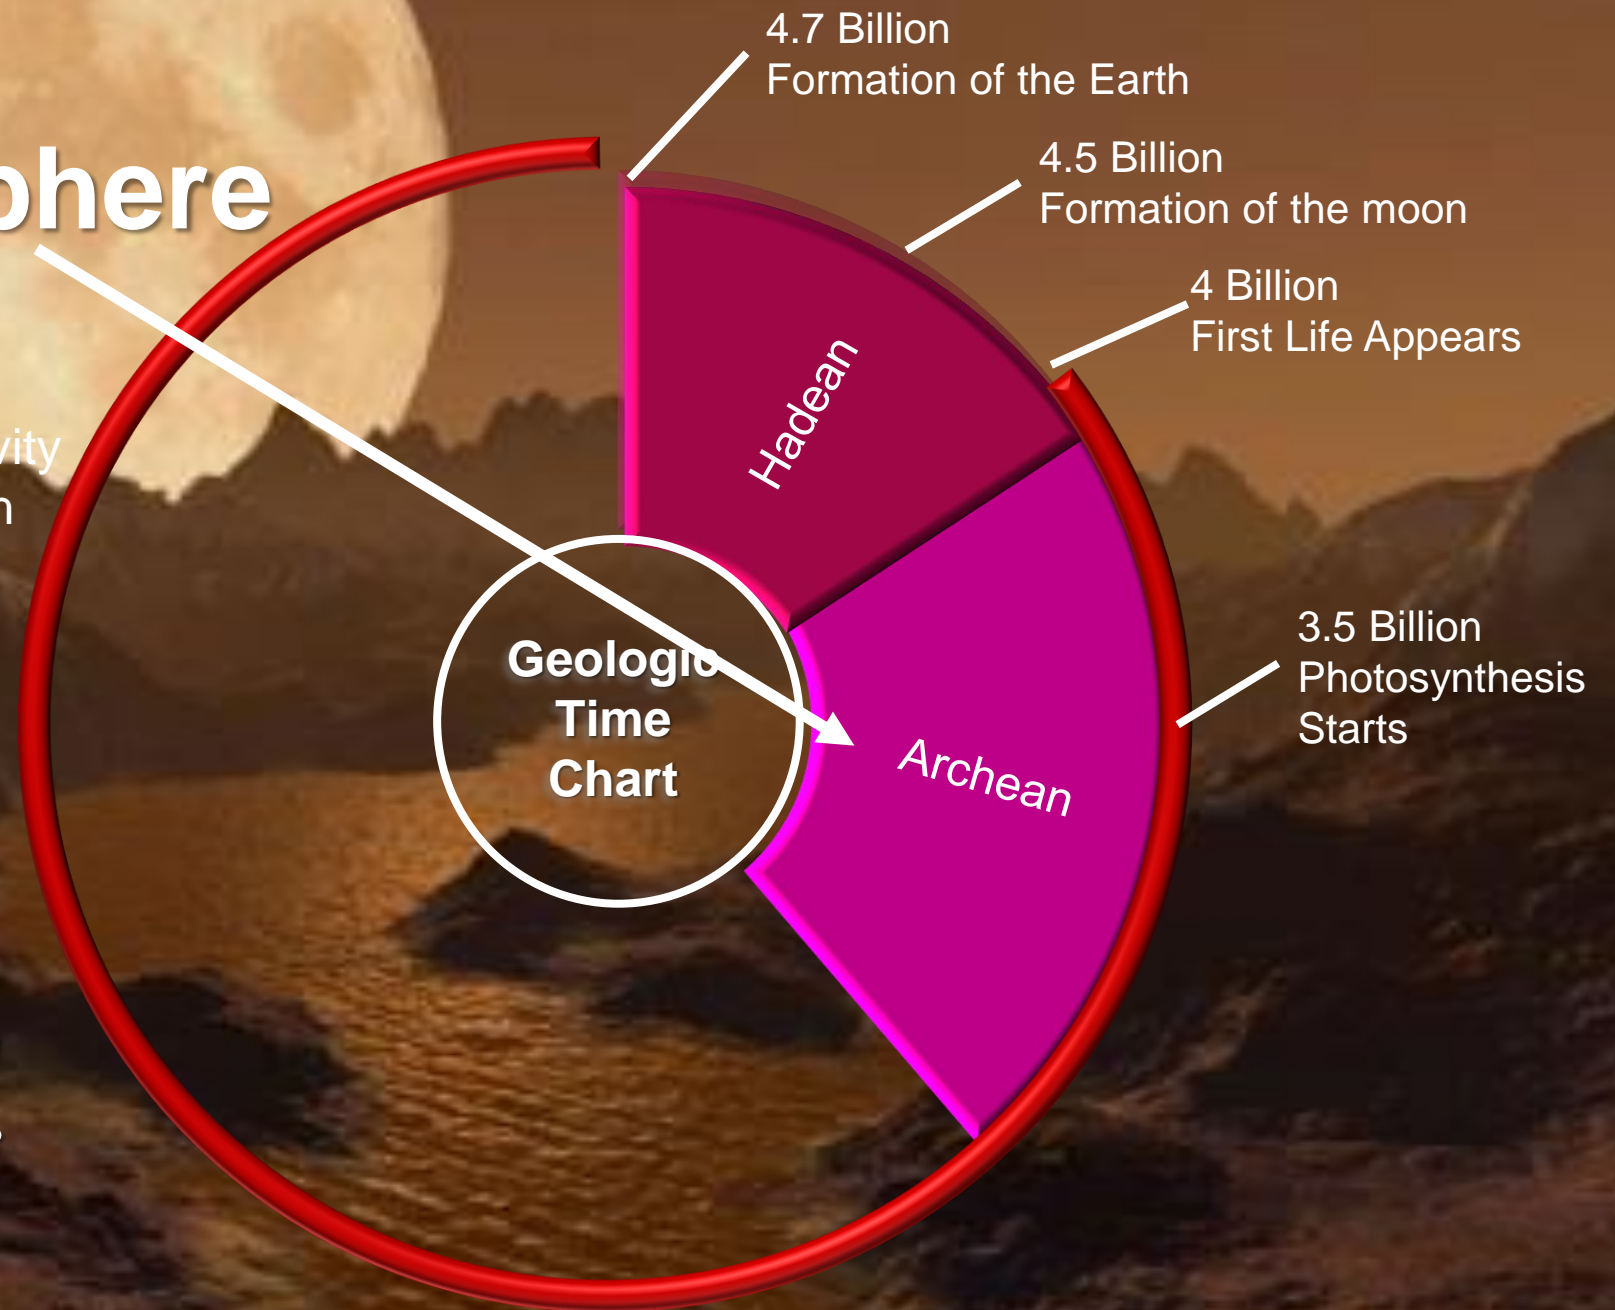 4.7 Billion
Formation of the Earth
4.5 Billion
Formation of the moon
4 Billion
First Life Appears
Hadean
Geologic
Time
Chart
Archean
3.5 Billion
Photosynthesis
Starts